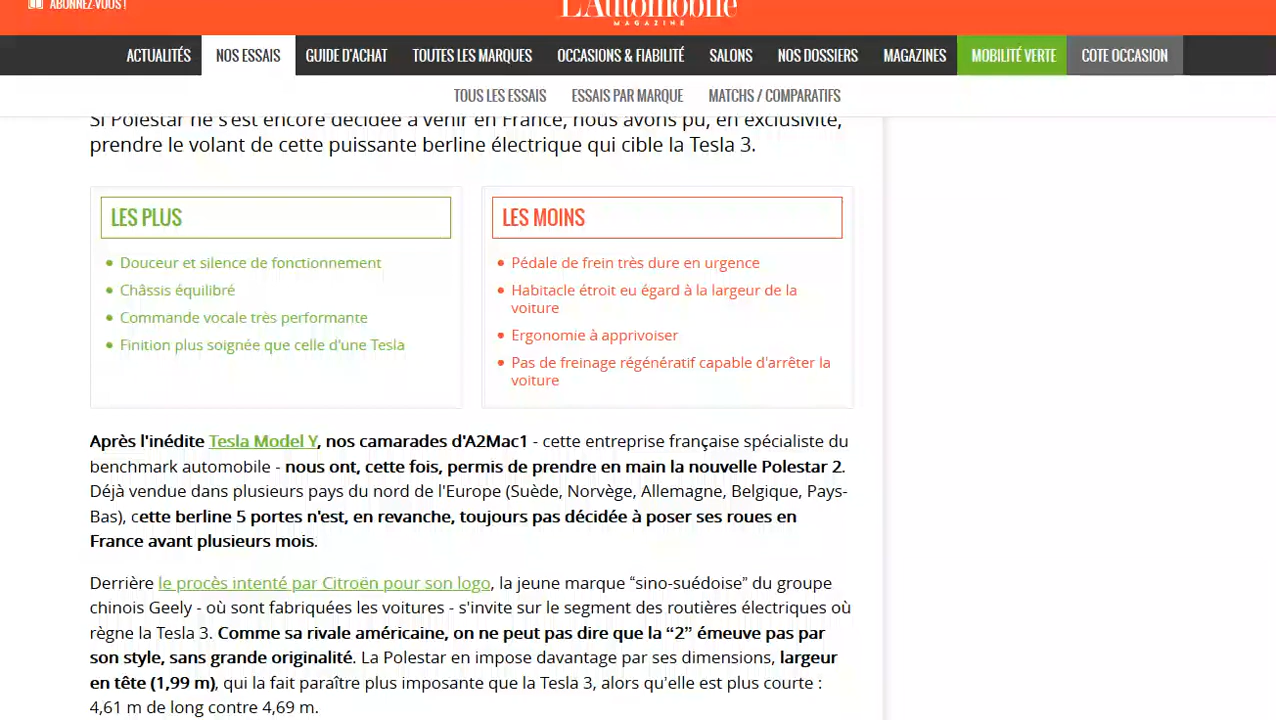 ABONNEZ-VOUS !
L'Automobile
MAGAZINE
ACTUALITÉS NOS ESSAIS GUIDE D'ACHAT TOUTES LES MARQUES OCCASIONS & FIABILITÉ SALONS NOS DOSSIERS MAGAZINES MOBILITÉ VERTE COTE OCCASION
TOUS LES ESSAIS ESSAIS PAR MARQUE MATCHS / COMPARATIFS
Si Polestar ne s'est encore décidée à venir en France, nous avons pu, en exclusivité,
prendre le volant de cette puissante berline électrique qui cible la Tesla 3.
LES PLUS
Douceur et silence de fonctionnement
Châssis équilibré
Commande vocale très performante
Finition plus soignée que celle d'une Tesla
LES MOINS
Pédale de frein très dure en urgence
Habitacle étroit eu égard à la largeur de la
voiture
Ergonomie à apprivoiser
Pas de freinage régénératif capable d'arrêter la
voiture
Après l'inédite Tesla Model Y, nos camarades d'A2Mac1 - cette entreprise française spécialiste du
benchmark automobile - nous ont, cette fois, permis de prendre en main la nouvelle Polestar 2.
Déjà vendue dans plusieurs pays du nord de l'Europe (Suède, Norvège, Allemagne, Belgique, Pays-
Bas), cette berline 5 portes n'est, en revanche, toujours pas décidée à poser ses roues en
France avant plusieurs mois.
Derrière le procès intenté par Citroën pour son logo, la jeune marque “sino-suédoise” du groupe
chinois Geely - où sont fabriquées les voitures - s'invite sur le segment des routières électriques où
règne la Tesla 3. Comme sa rivale américaine, on ne peut pas dire que la “2” émeuve pas par
son style, sans grande originalité. La Polestar en impose davantage par ses dimensions, largeur
en tête (1,99 m), qui la fait paraître plus imposante que la Tesla 3, alors qu'elle est plus courte :
4,61 m de long contre 4,69 m.